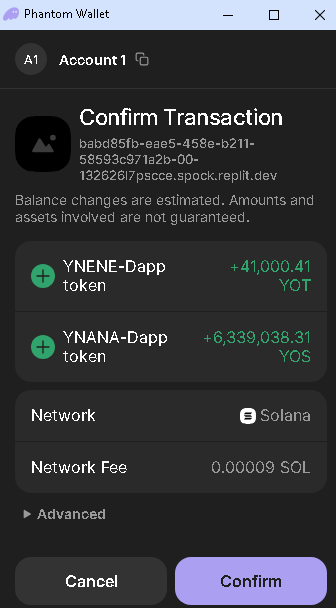 Phantom Wallet
A1 Account 1
Confirm Transaction
babd85fb-eae5-458e-b211-
58593c971a2b-00-
132626l7pscce.spock.replit.dev
Balance changes are estimated. Amounts and
assets involved are not guaranteed.
YNENE-Dapp +41,000.41
token YOT
YNANA-Dapp +6,339,038.31
token YOS
Network Solana
Network Fee 0.00009 SOL
Advanced
Cancel Confirm